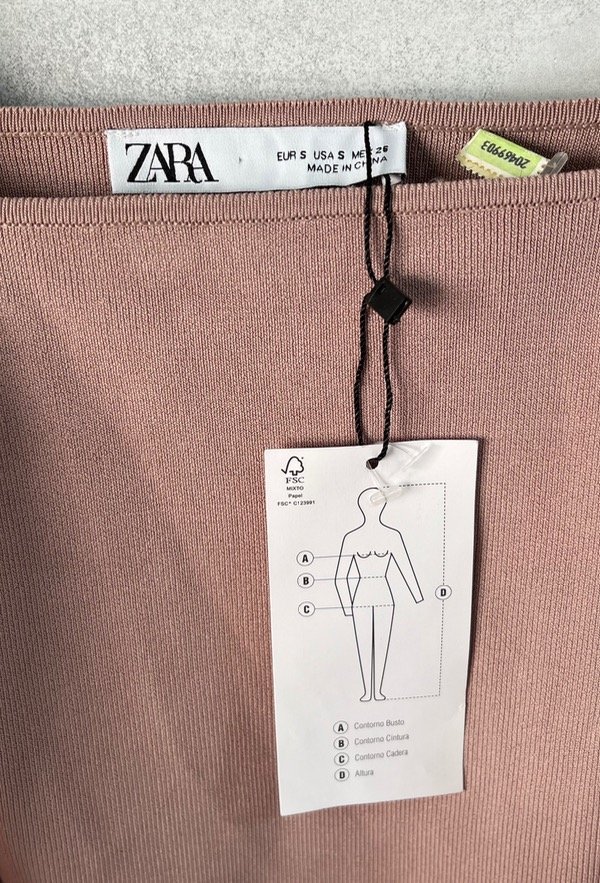 ZARA
EUR S USA S MEX 26
MADE IN CHINA
20469903
FSC
MIXTO
Papel
FSC® C123991
A
B
C
D
A Contorno Busto
B Contorno Cintura
C Contorno Cadera
D Altura